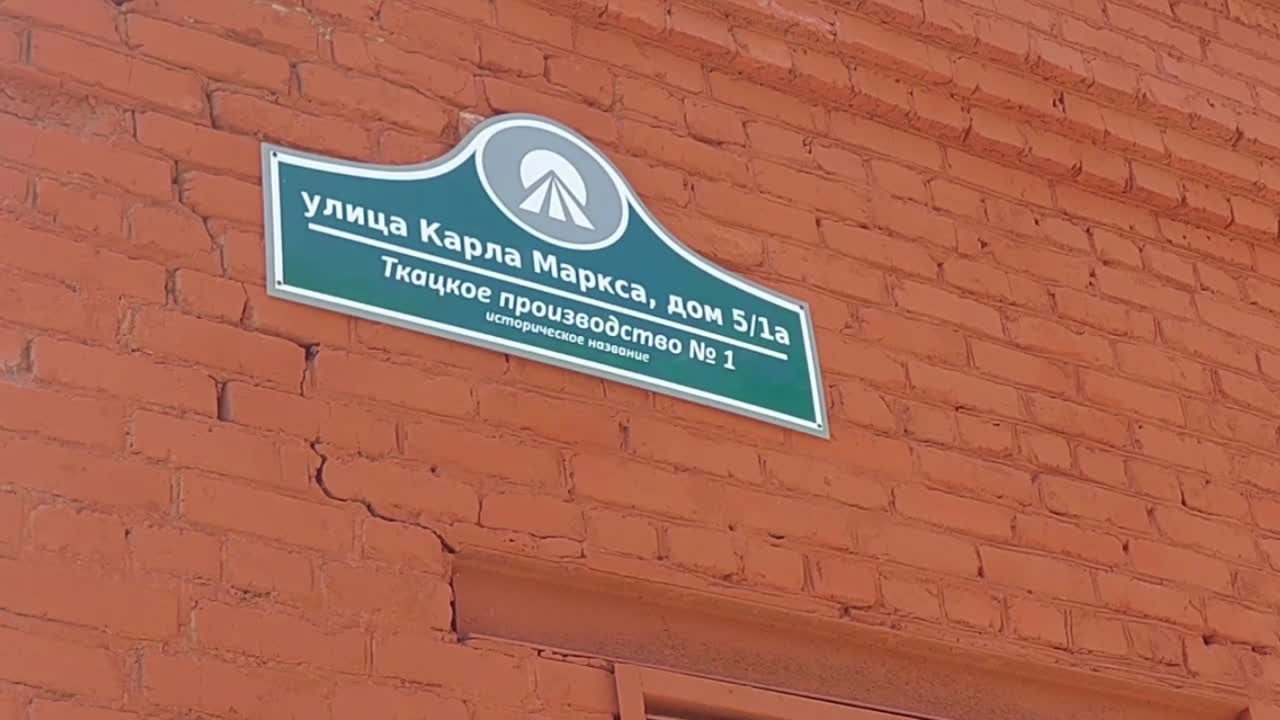 улица Карла Маркса, дом 5/1а
Ткацкое производство № 1
историческое название